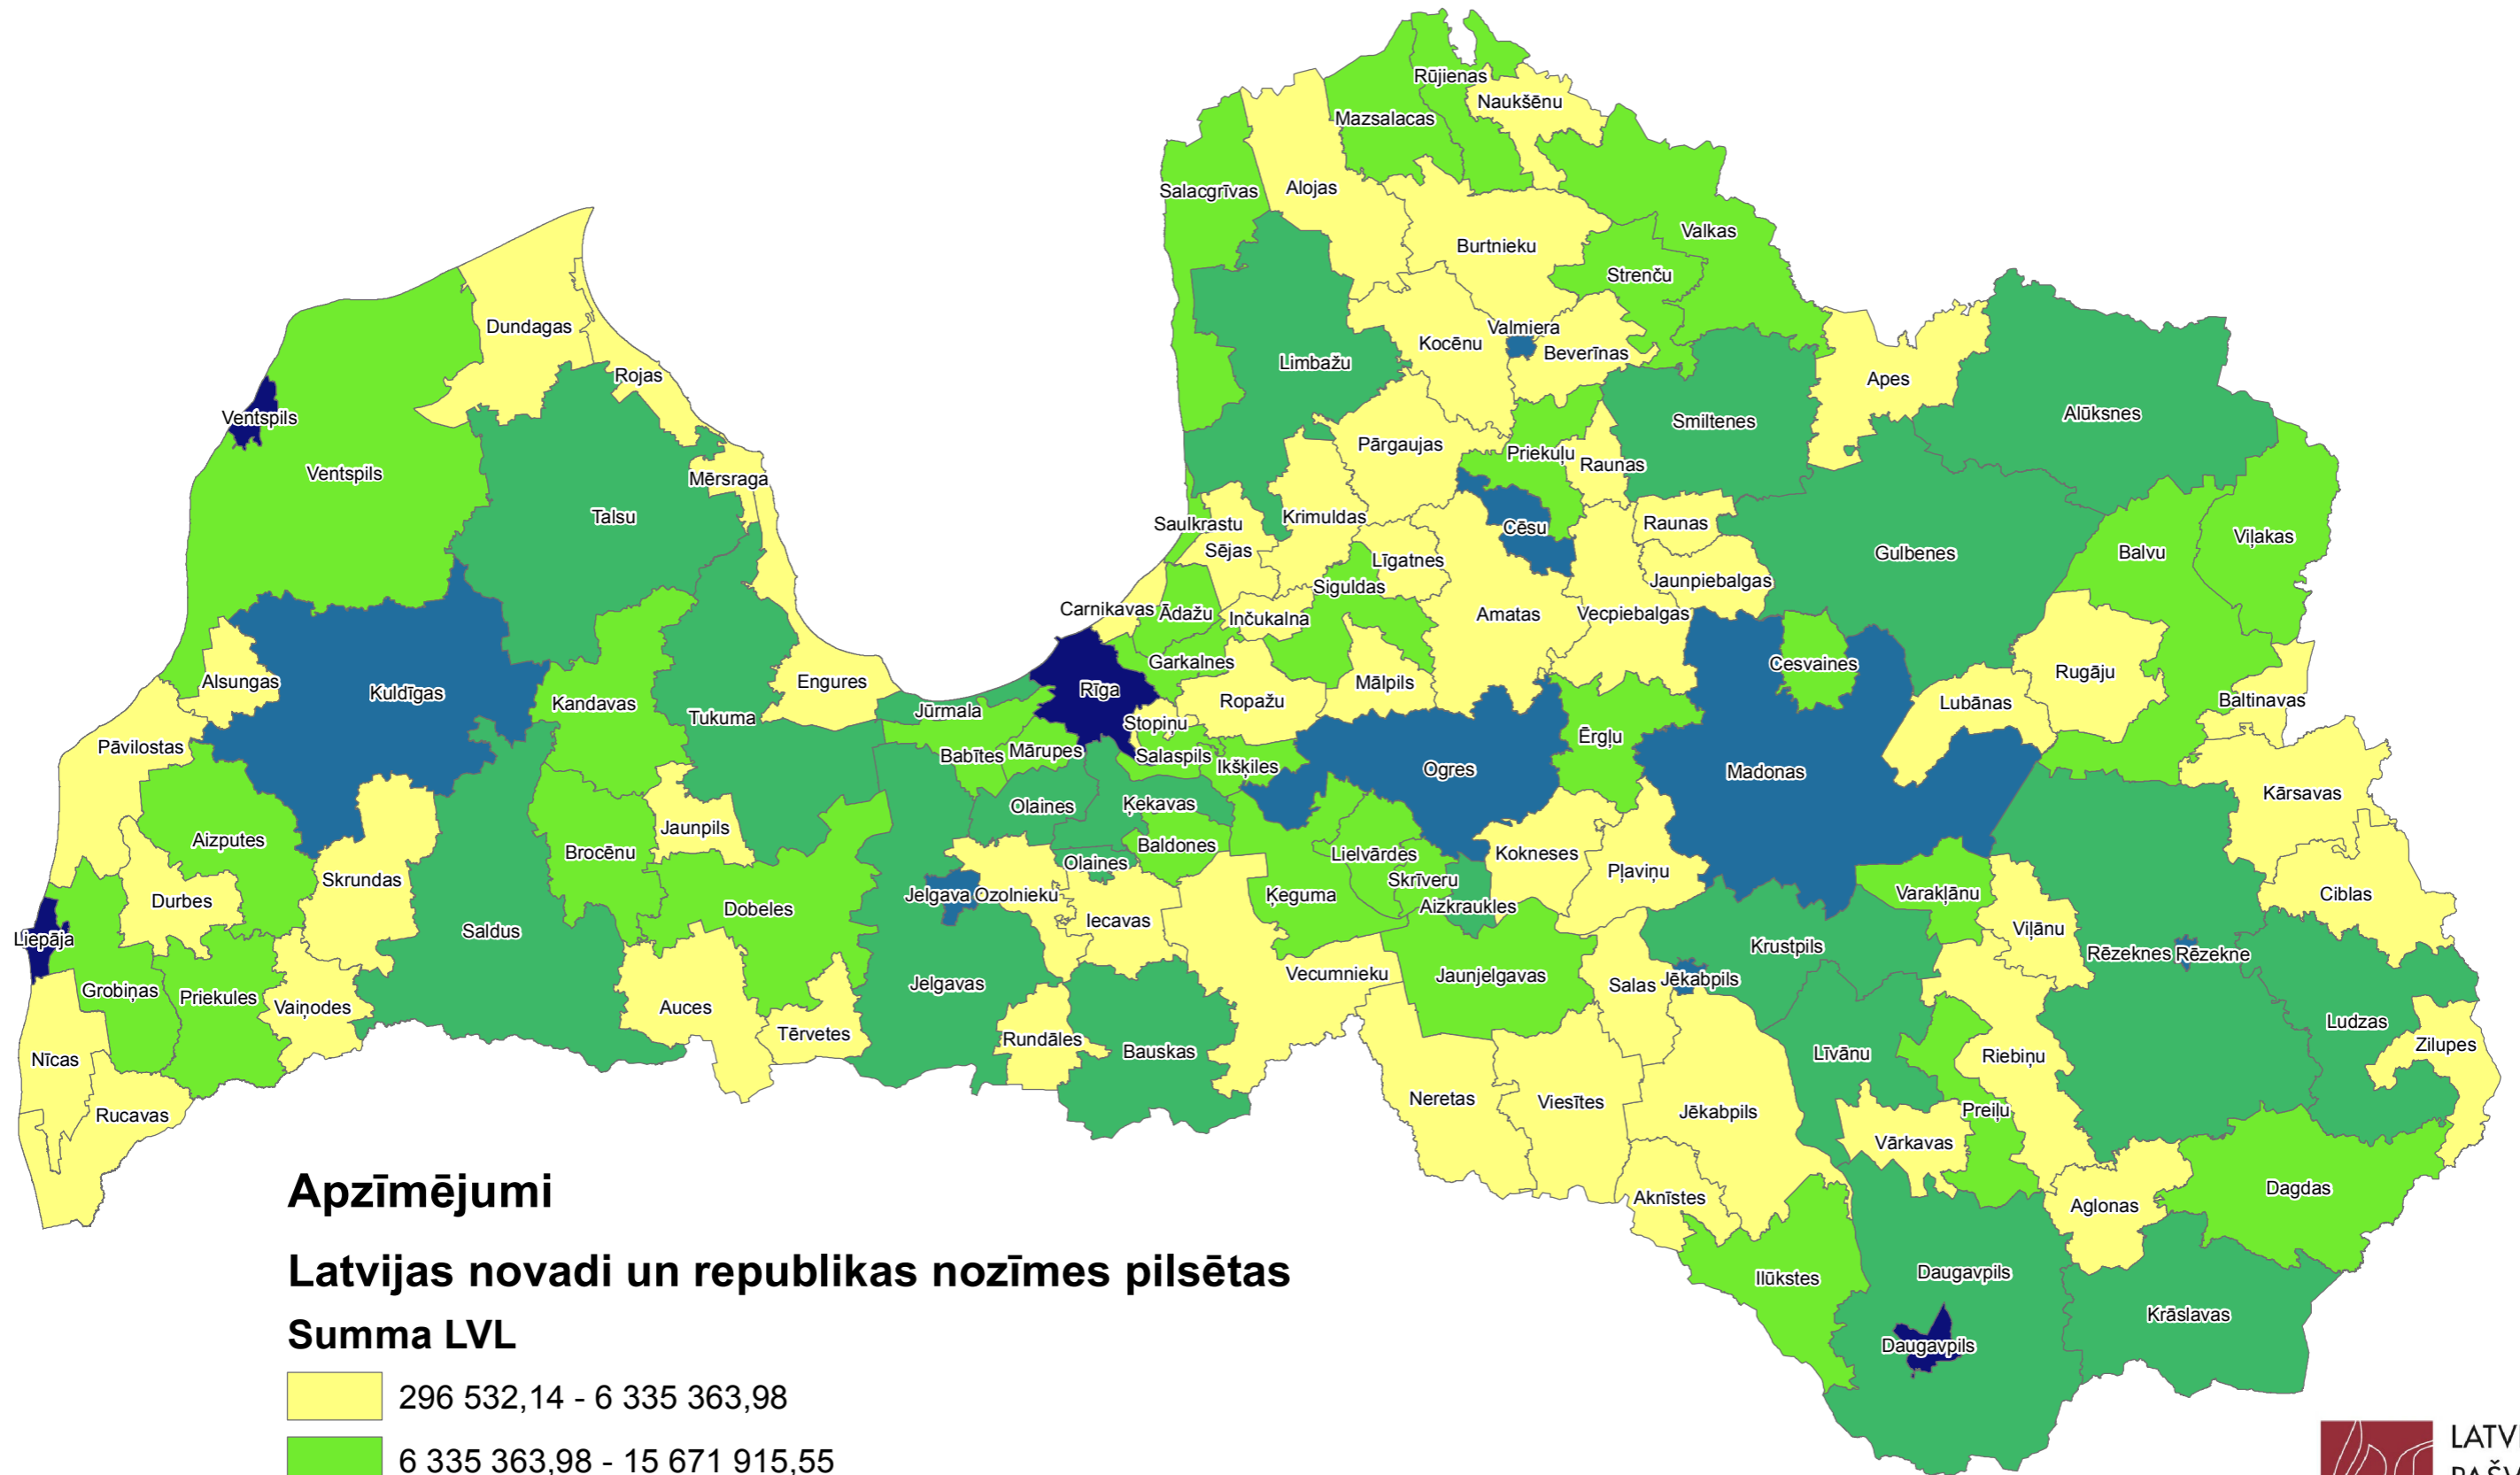 Rūjienas
Naukšēnu
Mazsalacas
Salacgrīvas
Alojas
Valkas
Burtnieku
Strenču
Dundagas
Valmiera
Kocēnu
Beverīnas
Limbažu
Rojas
Apes
Ventspils
Alūksnes
Smiltenes
Pārgaujas
Priekuļu
Raunas
Ventspils
Mērsraga
Talsu
Krimuldas
Saulkrastu
Cēsu
Raunas
Viļakas
Sējas
Balvu
Gulbenes
Līgatnes
Jaunpiebalgas
Siguldas
Carnikavas
Ādažu
Inčukalna
Amatas
Vecpiebalgas
Garkalnes
Cesvaines
Rugāju
Alsungas
Engures
Mālpils
Rīga
Kuldīgas
Kandavas
Ropažu
Lubānas
Baltinavas
Jūrmala
Tukuma
Stopiņu
Ērgļu
Pāvilostas
Babītes
Mārupes
Salaspils
Ikšķiles
Ogres
Madonas
Kārsavas
Olaines
Ķekavas
Jaunpils
Aizputes
Baldones
Brocēnu
Lielvārdes
Kokneses
Olaines
Pļaviņu
Skrundas
Skrīveru
Durbes
Jelgava
Ozolnieku
Ķeguma
Varakļānu
Ciblas
Dobeles
Aizkraukles
Iecavas
Viļānu
Saldus
Liepāja
Krustpils
Rēzeknes
Rēzekne
Vecumnieku
Jaunjelgavas
Jelgavas
Salas
Jēkabpils
Grobiņas
Priekules
Vaiņodes
Auces
Ludzas
Tērvetes
Rundāles
Zilupes
Bauskas
Līvānu
Riebiņu
Nīcas
Neretas
Viesītes
Jēkabpils
Preiļu
Rucavas
Vārkavas
Dagdas
Aknīstes
Aglonas
Daugavpils
Ilūkstes
Krāslavas
Daugavpils
Apzīmējumi
Latvijas novadi un republikas nozīmes pilsētas
Summa LVL
296 532,14 - 6 335 363,98
6 335 363,98 - 15 671 915,55